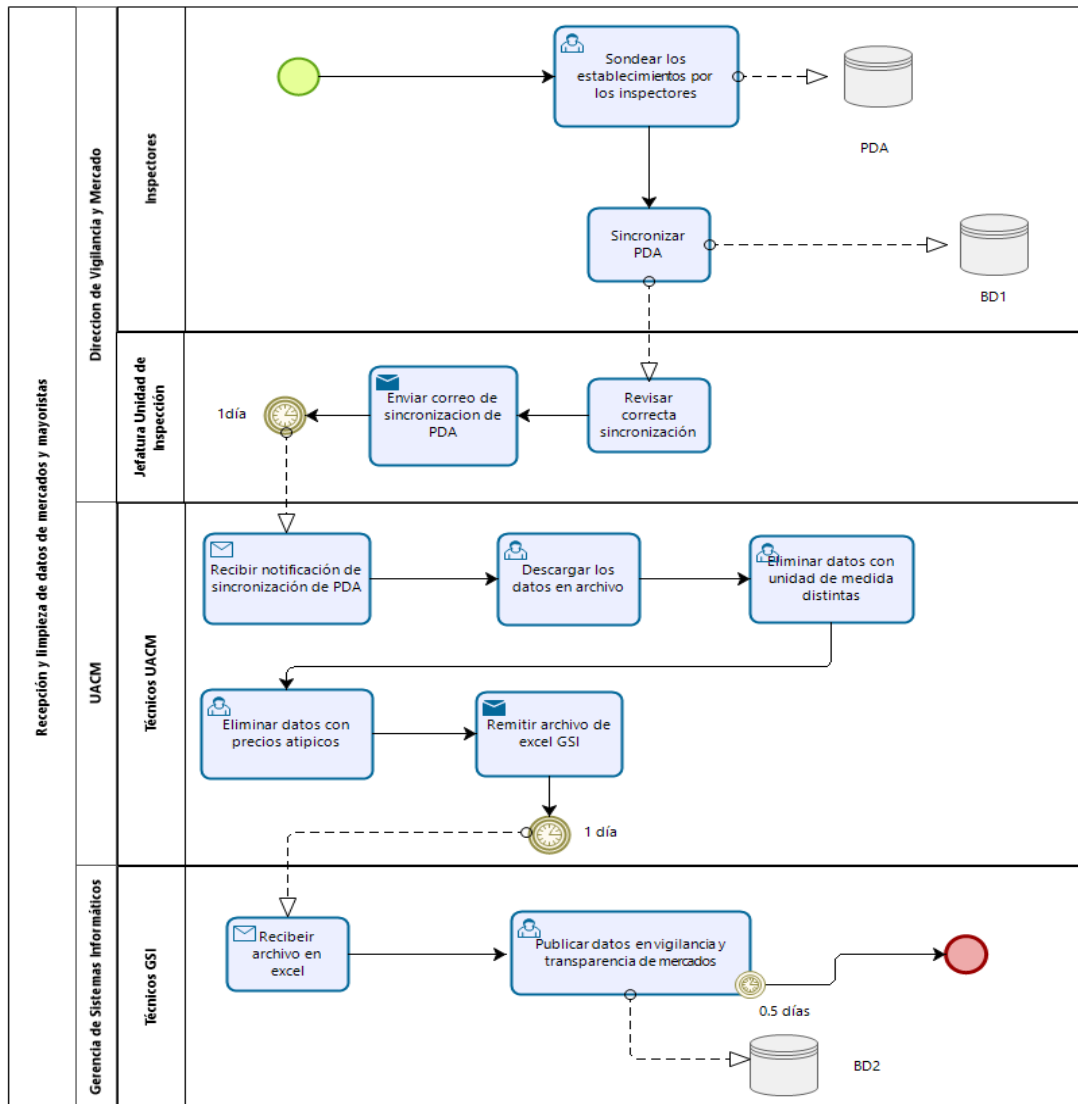 Recepción y limpieza de datos de mercados y mayoristas
Direccion de Vigilancia y Mercado
Inspectores
Sondear los
establecimientos por
los inspectores
PDA
Sincronizar
PDA
BD1
Jefatura Unidad de
Inspección
1día
Enviar correo de
sincronizacion de
PDA
Revisar
correcta
sincronización
UACM
Técnicos UACM
Recibir notificación de
sincronización de PDA
Descargar los
datos en archivo
Eliminar datos con
unidad de medida
distintas
Eliminar datos con
precios atipicos
Remitir archivo de
excel GSI
1 día
Gerencia de Sistemas Informáticos
Técnicos GSI
Recibeir
archivo en
excel
Publicar datos en vigilancia y
transparencia de mercados
0.5 días
BD2